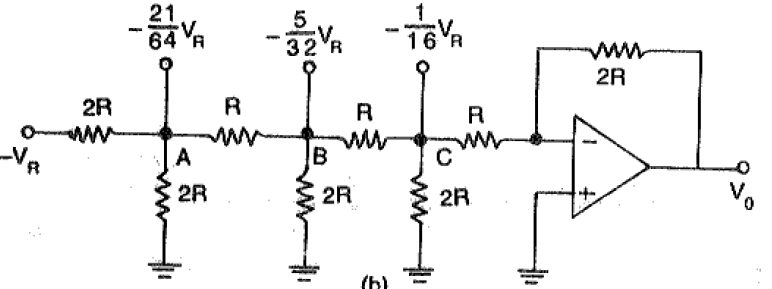 -21/64 V_R
-5/32 V_R
-1/16 V_R
2R
2R
R
R
R
-V_R
A
B
C
-
2R
2R
2R
+
V_0
(b)